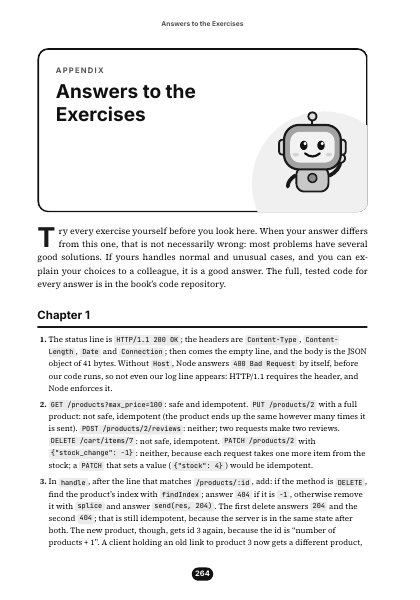 Answers to the Exercises
APPENDIX
Answers to the
Exercises
Try every exercise yourself before you look here. When your answer differs
from this one, that is not necessarily wrong: most problems have several
good solutions. If yours handles normal and unusual cases, and you ex-
plain your choices to a colleague, it is a good answer. The full, tested code for
every answer is in the book's code repository.
Chapter 1
1. The status line is HTTP/1.1 200 OK; the headers are Content-Type, Content-
Length, Date and Connection; then comes the empty line, and the body is the JSON
object of 41 bytes. Without Host, Node answers 400 Bad Request by itself, before
our code runs, so not even our log line appears: HTTP/1.1 requires the header, and
Node enforces it.
2. GET /products?max_price=100: safe and idempotent. PUT /products/2 with a full
product: not safe, idempotent (the product ends up the same however many times it
is sent). POST /products/2/reviews: neither; two requests make two reviews.
DELETE /cart/items/7: not safe, idempotent. PATCH /products/2 with
{"stock_change": -1}: neither, because each request takes one more item from the
stock; a PATCH that sets a value ({"stock": 4}) would be idempotent.
3. In handle, after the line that matches /products/:id, add: if the method is DELETE,
find the product's index with findIndex; answer 404 if it is -1, otherwise remove
it with splice and answer send(res, 204). The first delete answers 204 and the
second 404; that is still idempotent, because the server is in the same state after
both. The new product, though, gets id 3 again, because the id is "number of
products + 1". A client holding an old link to product 3 now gets a different product,
264